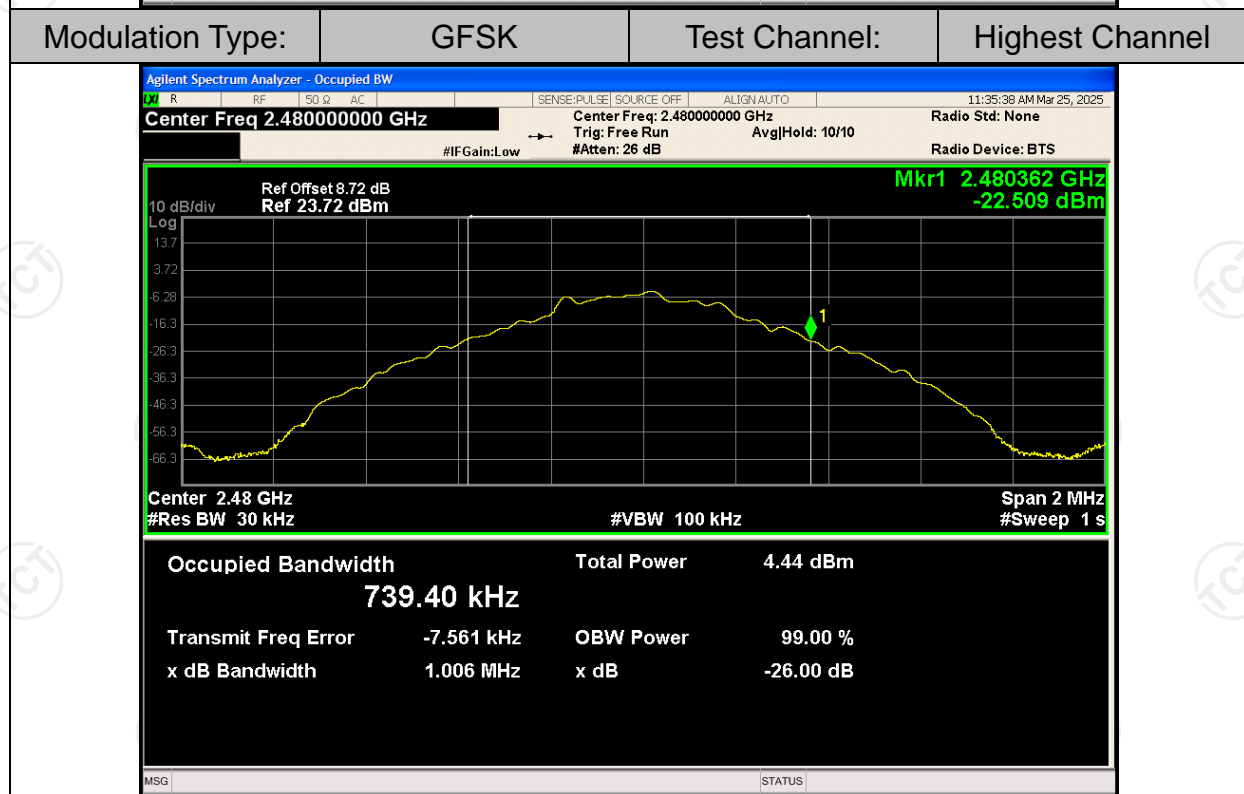 Modulation Type: GFSK Test Channel: Highest Channel
Agilent Spectrum Analyzer - Occupied BW
LXI R RF 50 Ω AC SENSE:PULSE SOURCE OFF ALIGN AUTO 11:35:38 AM Mar 25, 2025
Center Freq 2.480000000 GHz Center Freq: 2.480000000 GHz Radio Std: None
Trig: Free Run Avg|Hold: 10/10
#IFGain:Low #Atten: 26 dB Radio Device: BTS
Mkr1 2.480362 GHz
Ref Offset 8.72 dB
10 dB/div Ref 23.72 dBm -22.509 dBm
Log
13.7
3.72
-6.28
-16.3
1
-26.3
-36.3
-46.3
-56.3
-66.3
Center 2.48 GHz Span 2 MHz
#Res BW 30 kHz #VBW 100 kHz #Sweep 1 s
Occupied Bandwidth Total Power 4.44 dBm
739.40 kHz
Transmit Freq Error -7.561 kHz OBW Power 99.00 %
x dB Bandwidth 1.006 MHz x dB -26.00 dB
MSG STATUS